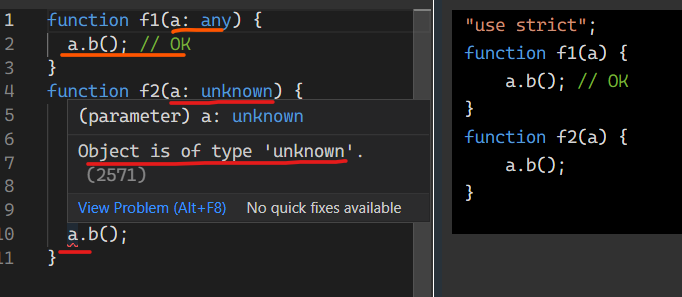 1 function f1(a: any) {
2 a.b(); // OK
3 }
4 function f2(a: unknown) {
5 (parameter) a: unknown
6
Object is of type 'unknown'.
7
8 (2571)
9 View Problem (Alt+F8) No quick fixes available
10 a.b();
11 }
"use strict";
function f1(a) {
a.b(); // OK
}
function f2(a) {
a.b();
}